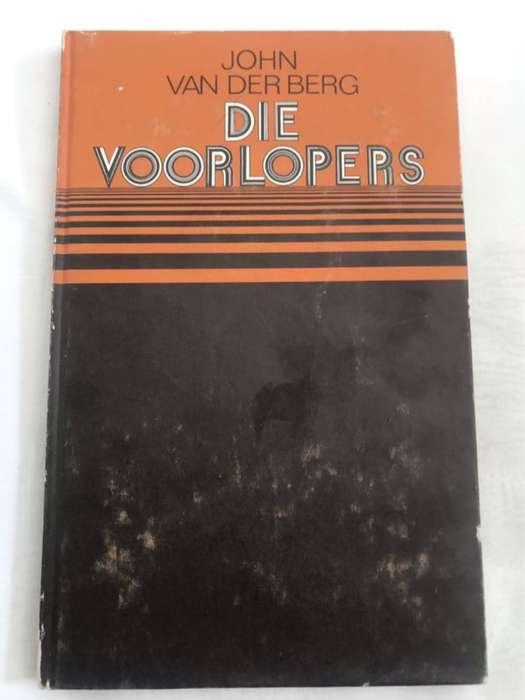 JOHN
VAN DER BERG
DIE
VOORLOPERS